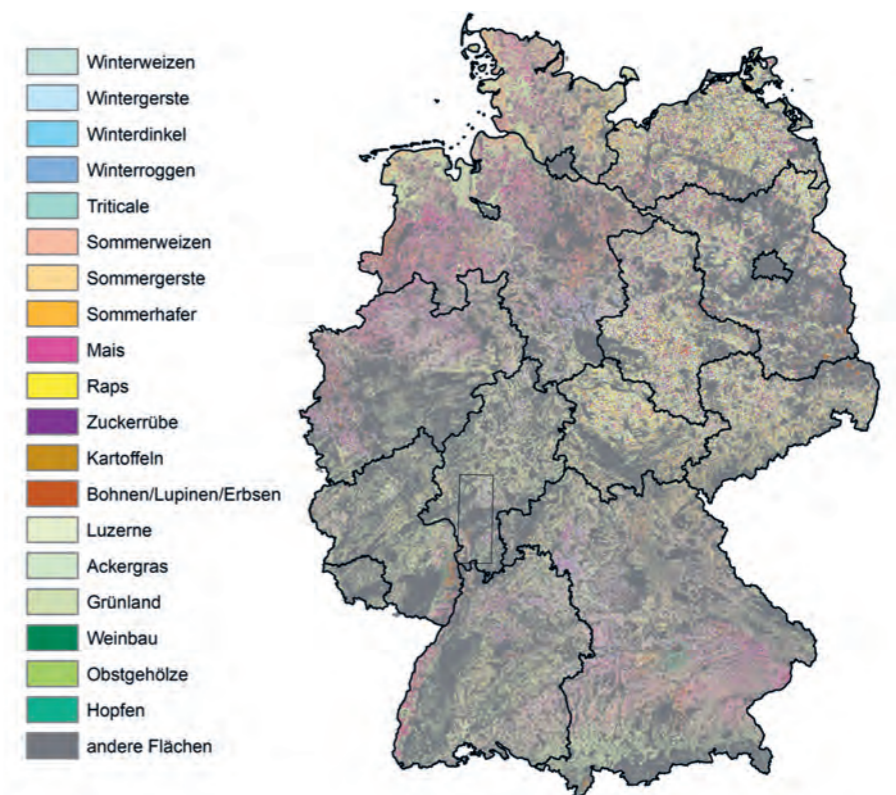 Winterweizen
Wintergerste
Winterdinkel
Winterroggen
Triticale
Sommerweizen
Sommergerste
Sommerhafer
Mais
Raps
Zuckerrübe
Kartoffeln
Bohnen/Lupinen/Erbsen
Luzerne
Ackergras
Grünland
Weinbau
Obstgehölze
Hopfen
andere Flächen